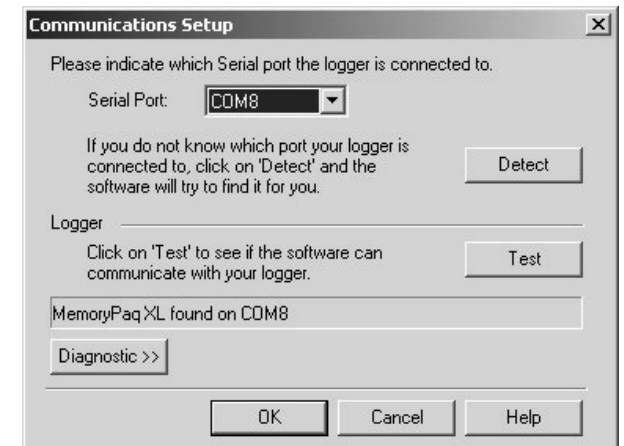 Communications Setup
Please indicate which Serial port the logger is connected to.
Serial Port: COM8
If you do not know which port your logger is
connected to, click on 'Detect' and the
software will try to find it for you.
Detect
Logger
Click on 'Test' to see if the software can
communicate with your logger.
Test
MemoryPaq XL found on COM8
Diagnostic >>
OK Cancel Help